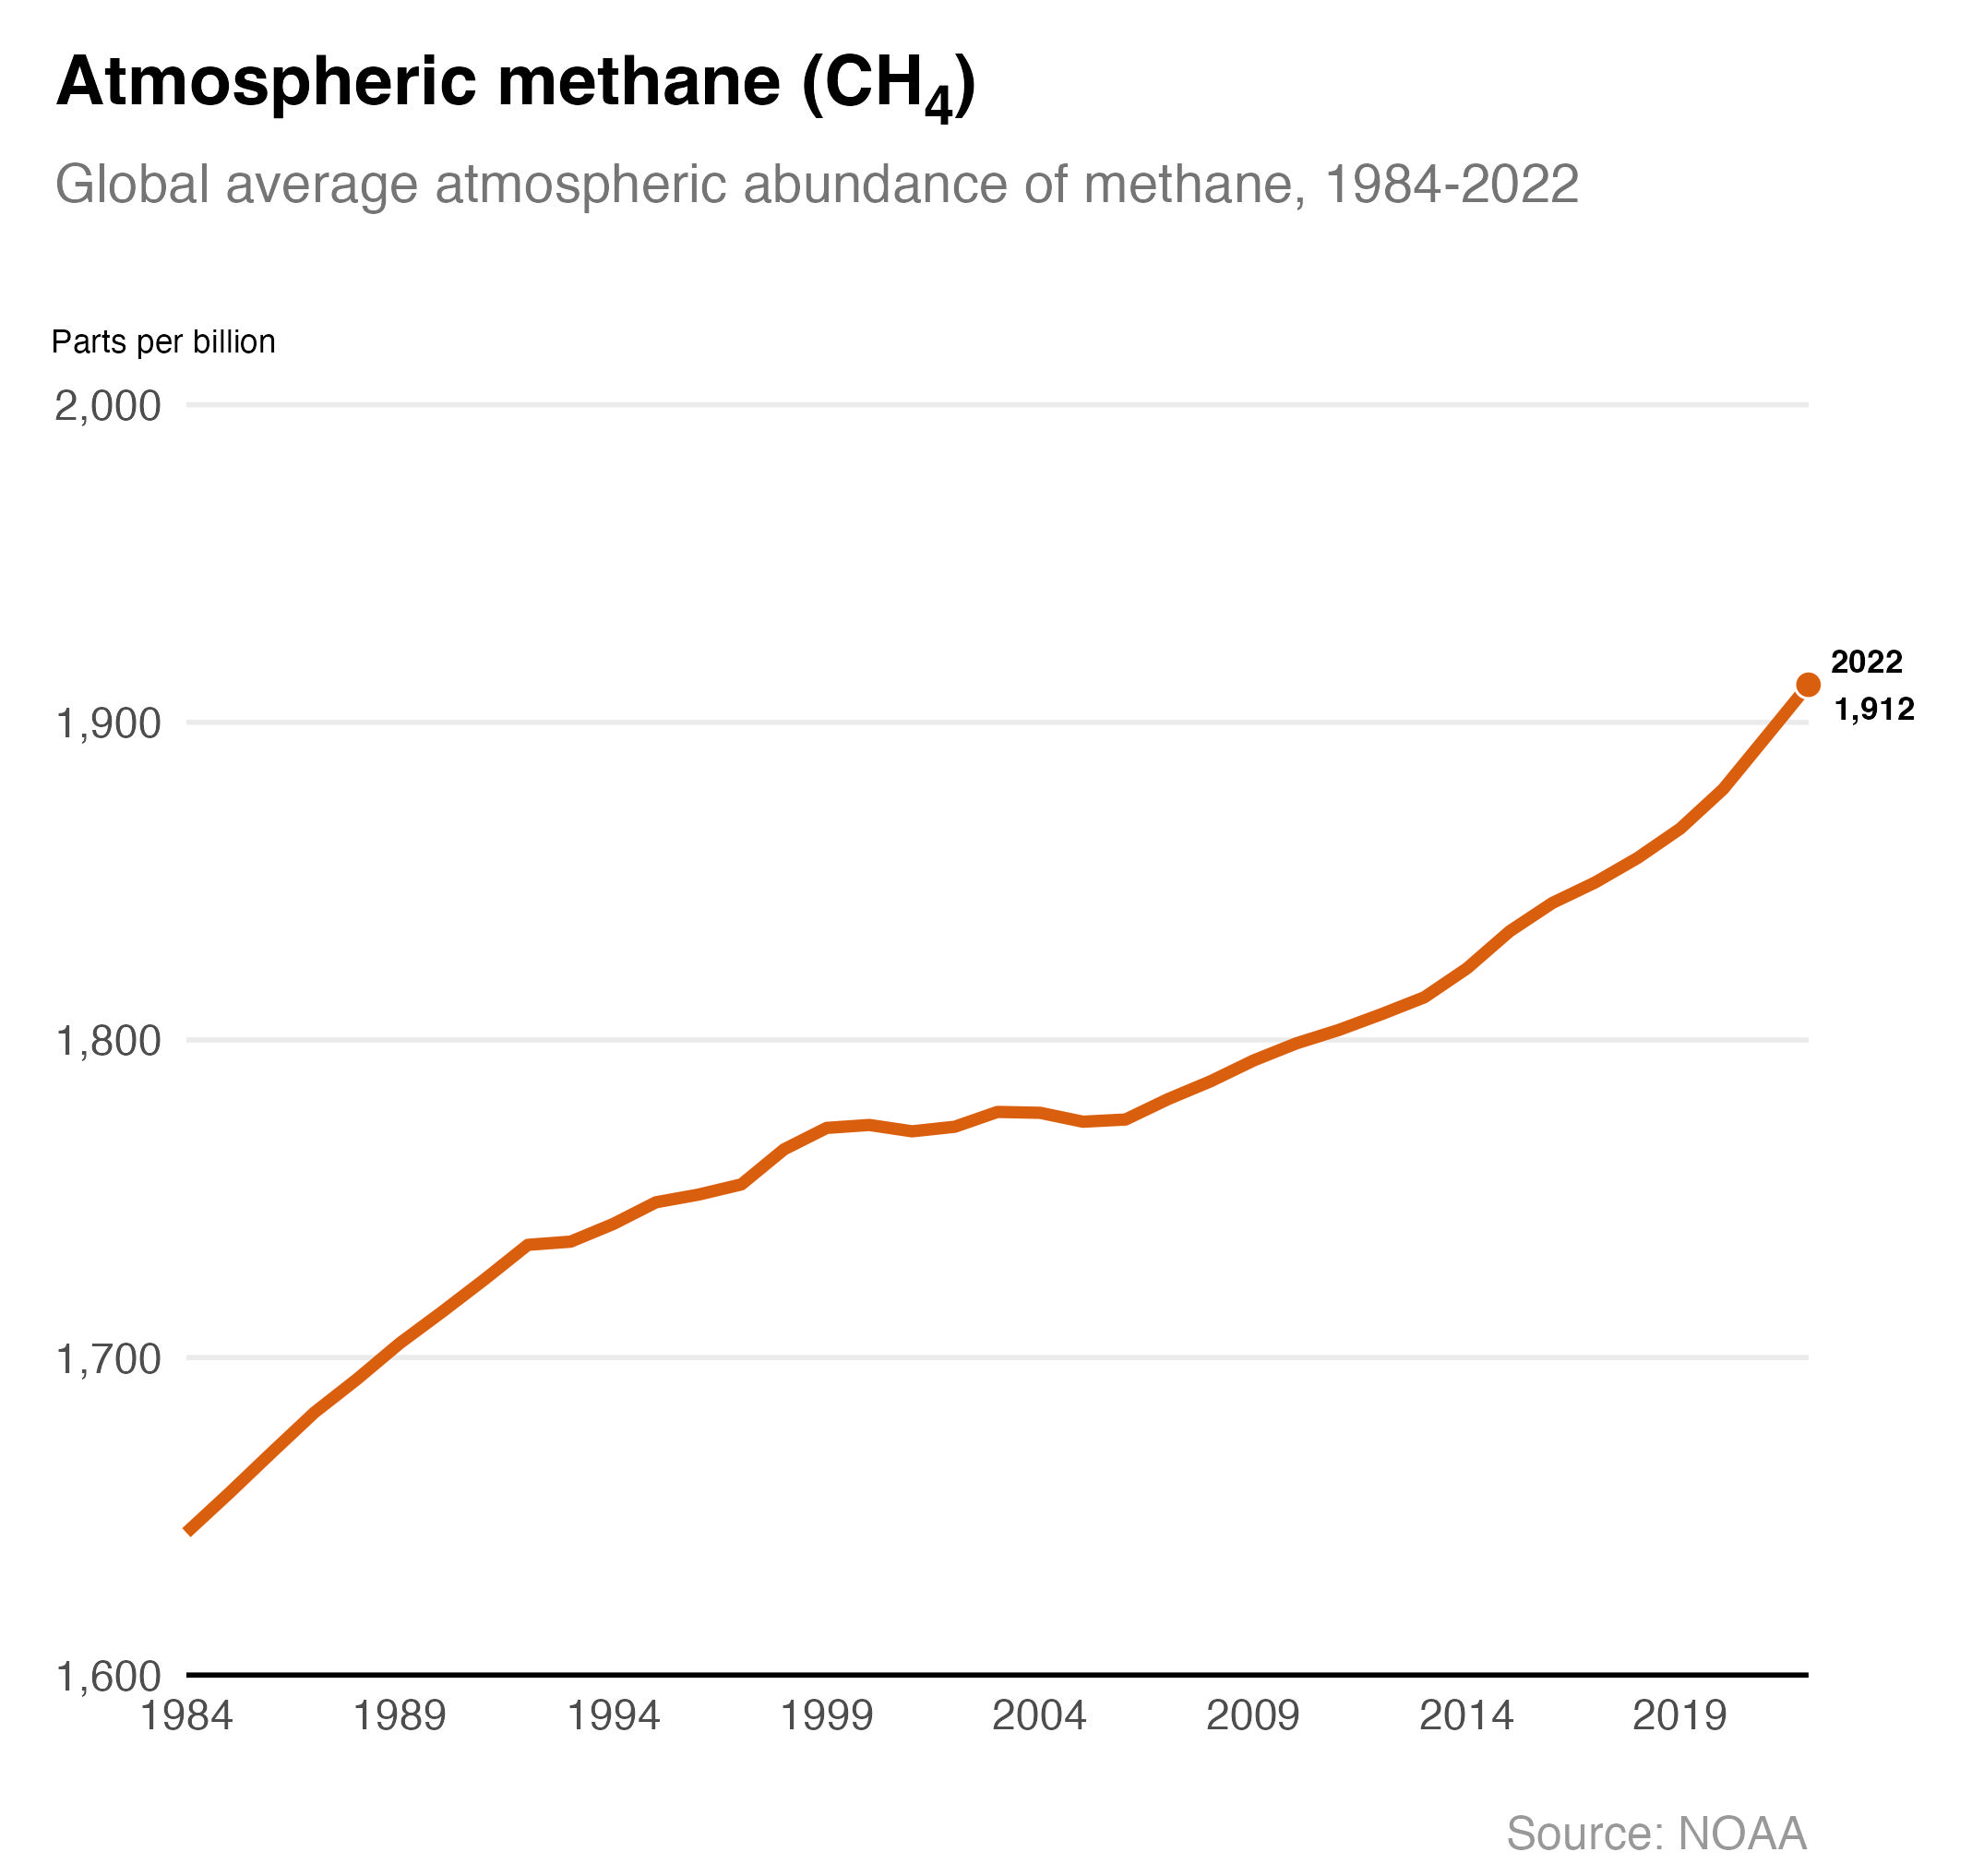 Atmospheric methane (CH₄)
Global average atmospheric abundance of methane, 1984-2022
Parts per billion
2,000
1,900
1,800
1,700
1,600
2022
1,912
1984 1989 1994 1999 2004 2009 2014 2019
Source: NOAA